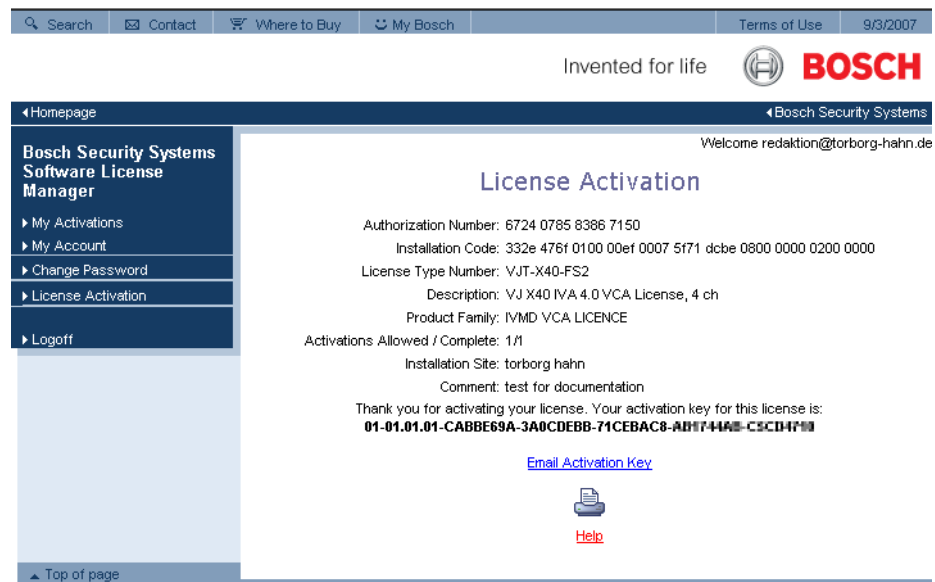 Search Contact Where to Buy My Bosch Terms of Use 9/3/2007
Invented for life BOSCH
Homepage Bosch Security Systems
Welcome redaktion@torborg-hahn.de
Bosch Security Systems
Software License
Manager
My Activations
My Account
Change Password
License Activation
Logoff
License Activation
Authorization Number: 6724 0785 8386 7150
Installation Code: 332e 476f 0100 00ef 0007 5f71 dcbe 0800 0000 0200 0000
License Type Number: VJT-X40-FS2
Description: VJ X40 IVA 4.0 VCA License, 4 ch
Product Family: IVMD VCA LICENCE
Activations Allowed / Complete: 1/1
Installation Site: torborg hahn
Comment: test for documentation
Thank you for activating your license. Your activation key for this license is:
01-01.01.01-CABBE69A-3A0CDEBB-71CEBAC8-
Email Activation Key
Help
Top of page